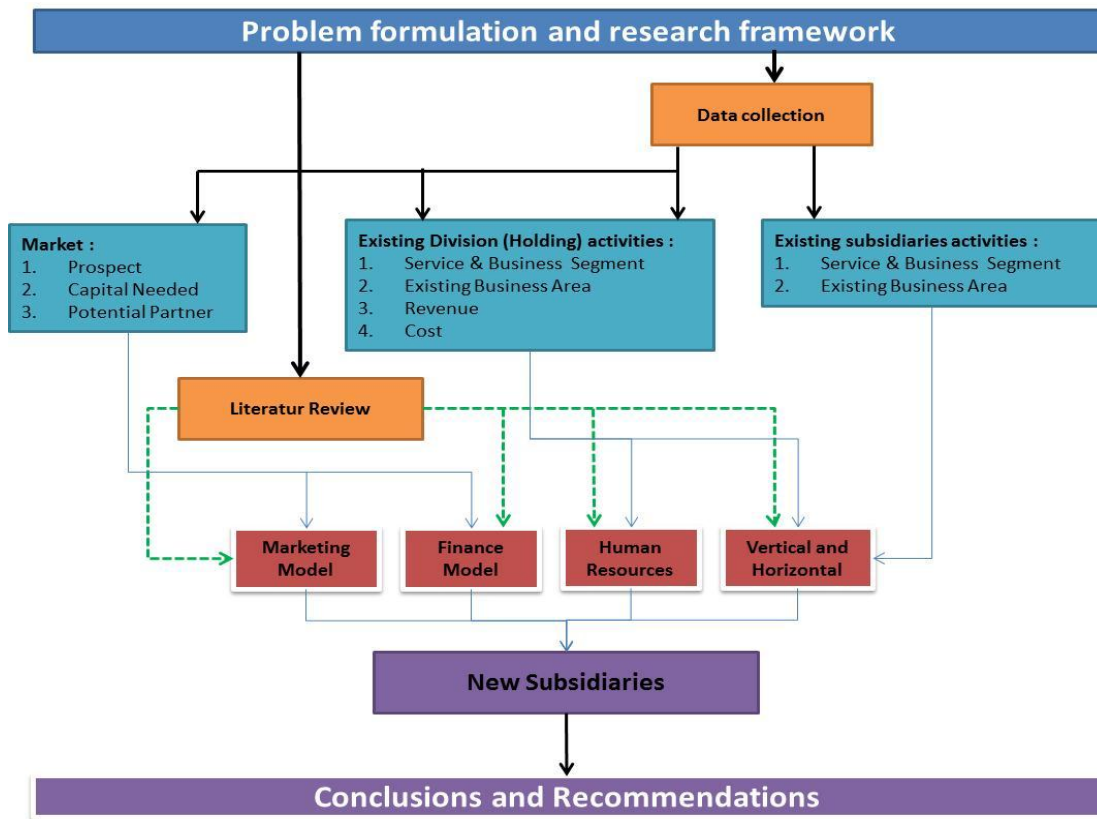 Problem formulation and research framework
Data collection
Market :
1. Prospect
2. Capital Needed
3. Potential Partner
Existing Division (Holding) activities :
1. Service & Business Segment
2. Existing Business Area
3. Revenue
4. Cost
Existing subsidiaries activities :
1. Service & Business Segment
2. Existing Business Area
Literatur Review
Marketing
Model
Finance
Model
Human
Resources
Vertical and
Horizontal
New Subsidiaries
Conclusions and Recommendations